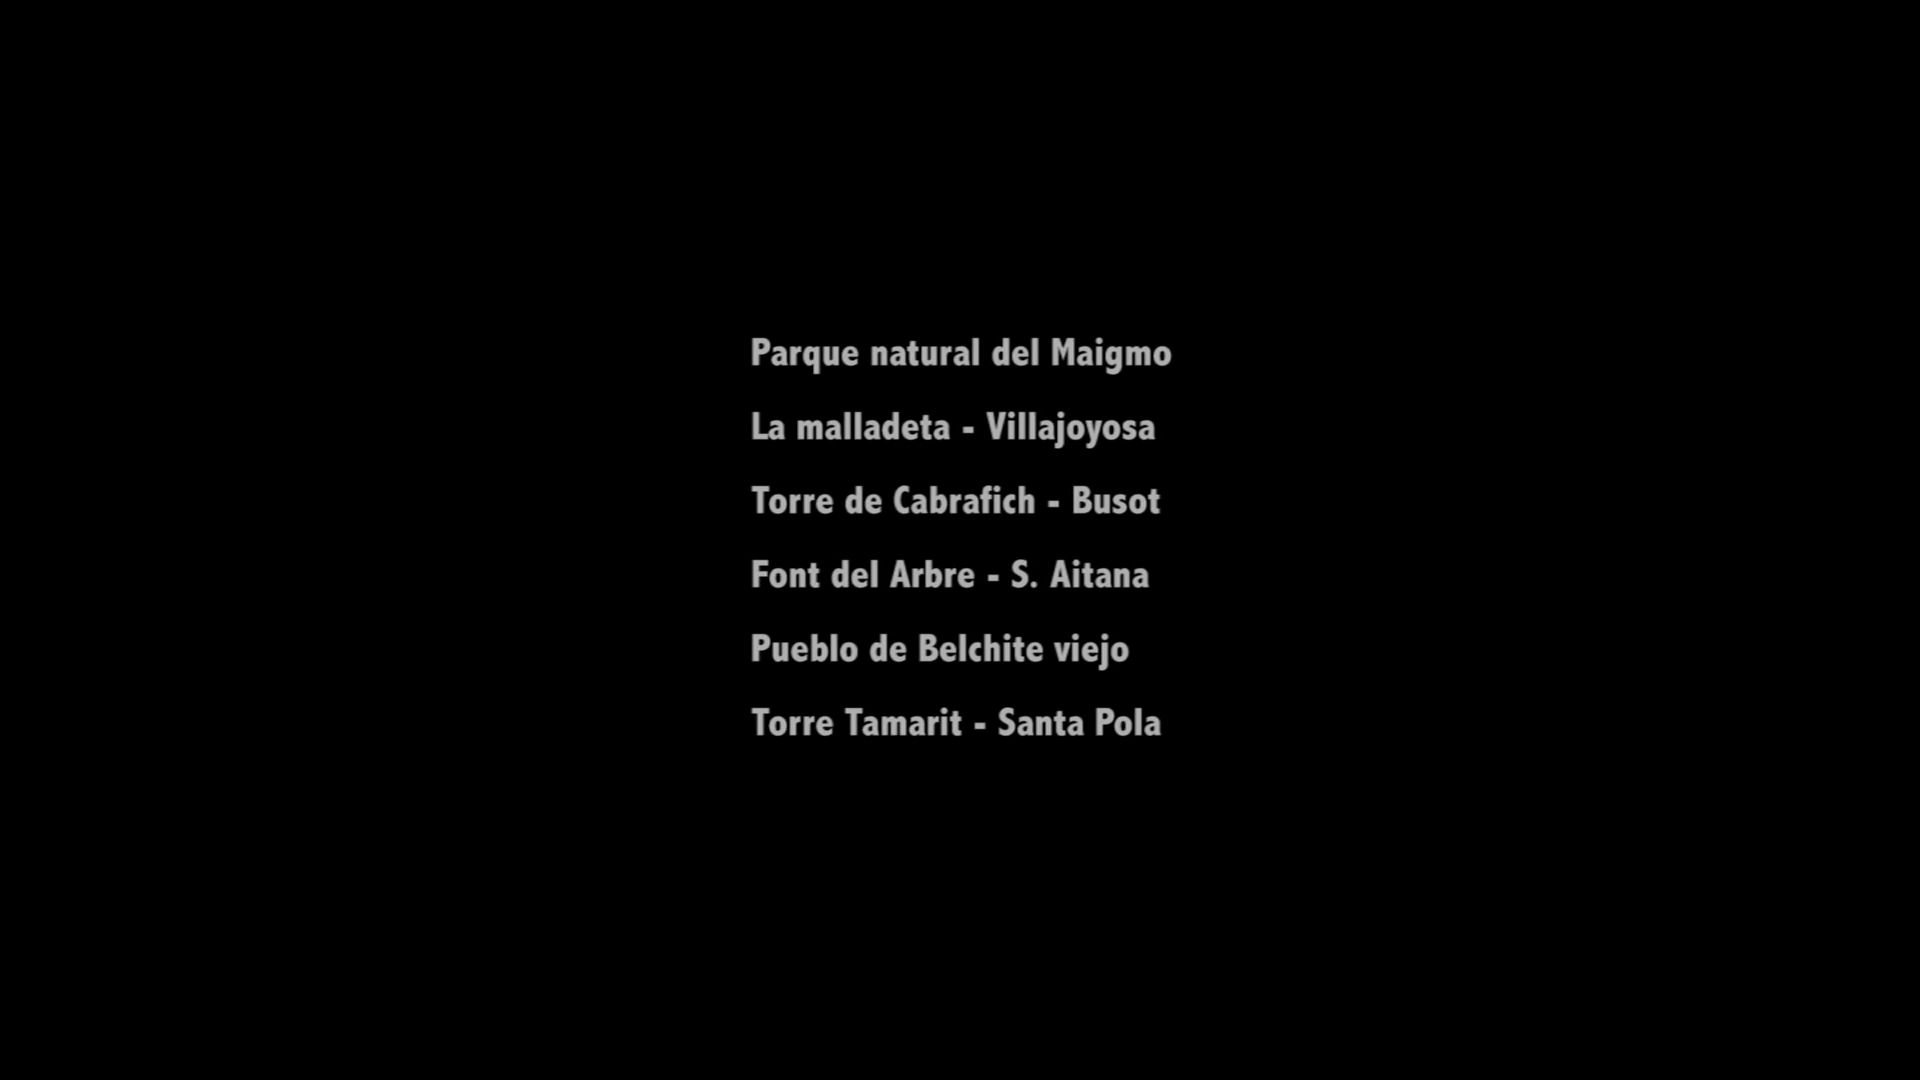 Parque natural del Maigmo
La malladeta - Villajoyosa
Torre de Cabrafich - Busot
Font del Arbre - S. Aitana
Pueblo de Belchite viejo
Torre Tamarit - Santa Pola